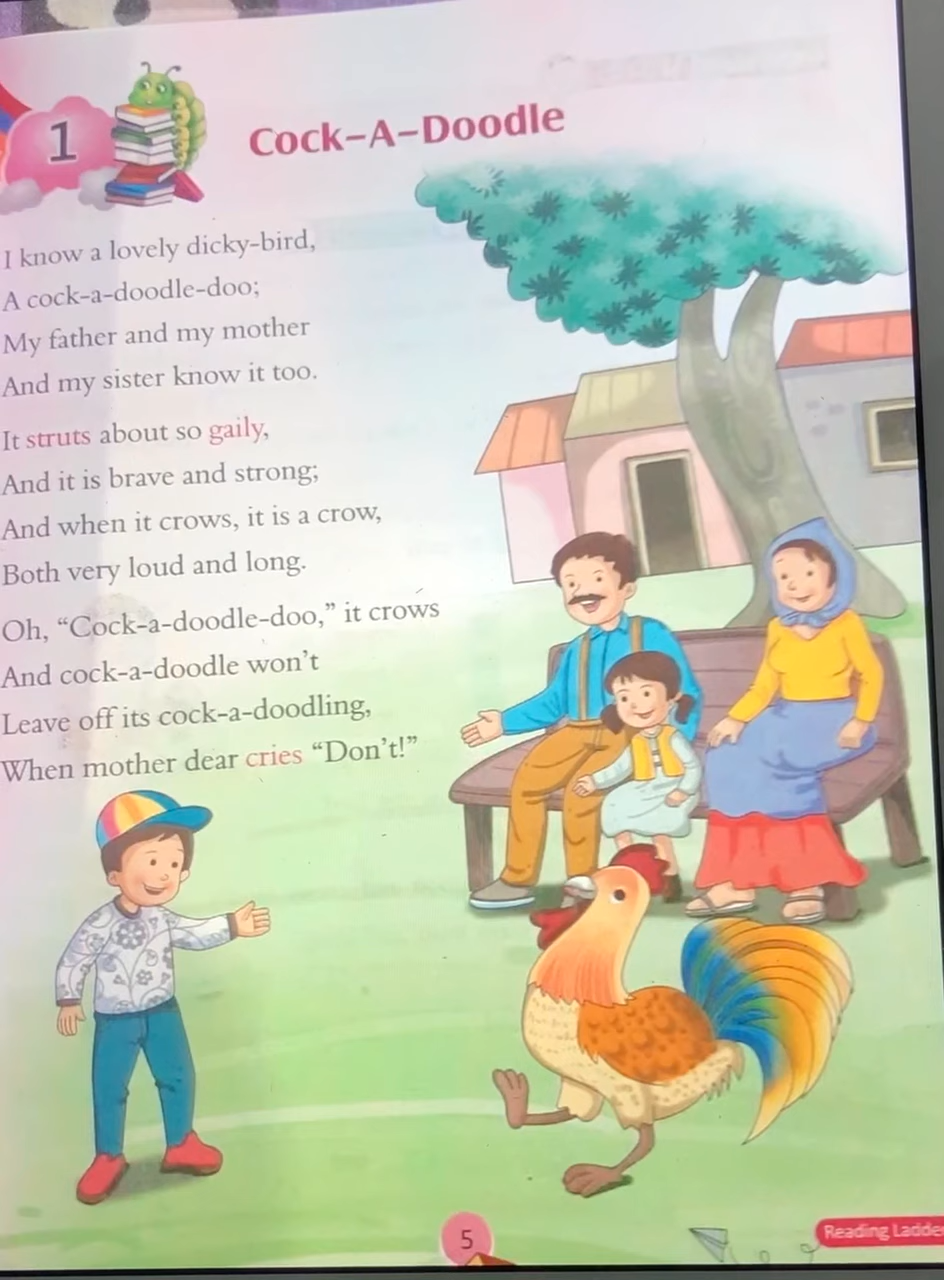 1
Cock-A-Doodle
I know a lovely dicky-bird,
A cock-a-doodle-doo;
My father and my mother
And my sister know it too.
It struts about so gaily,
And it is brave and strong;
And when it crows, it is a crow,
Both very loud and long.
Oh, “Cock-a-doodle-doo,” it crows
And cock-a-doodle won’t
Leave off its cock-a-doodling,
When mother dear cries “Don’t!”
5
Reading Ladder